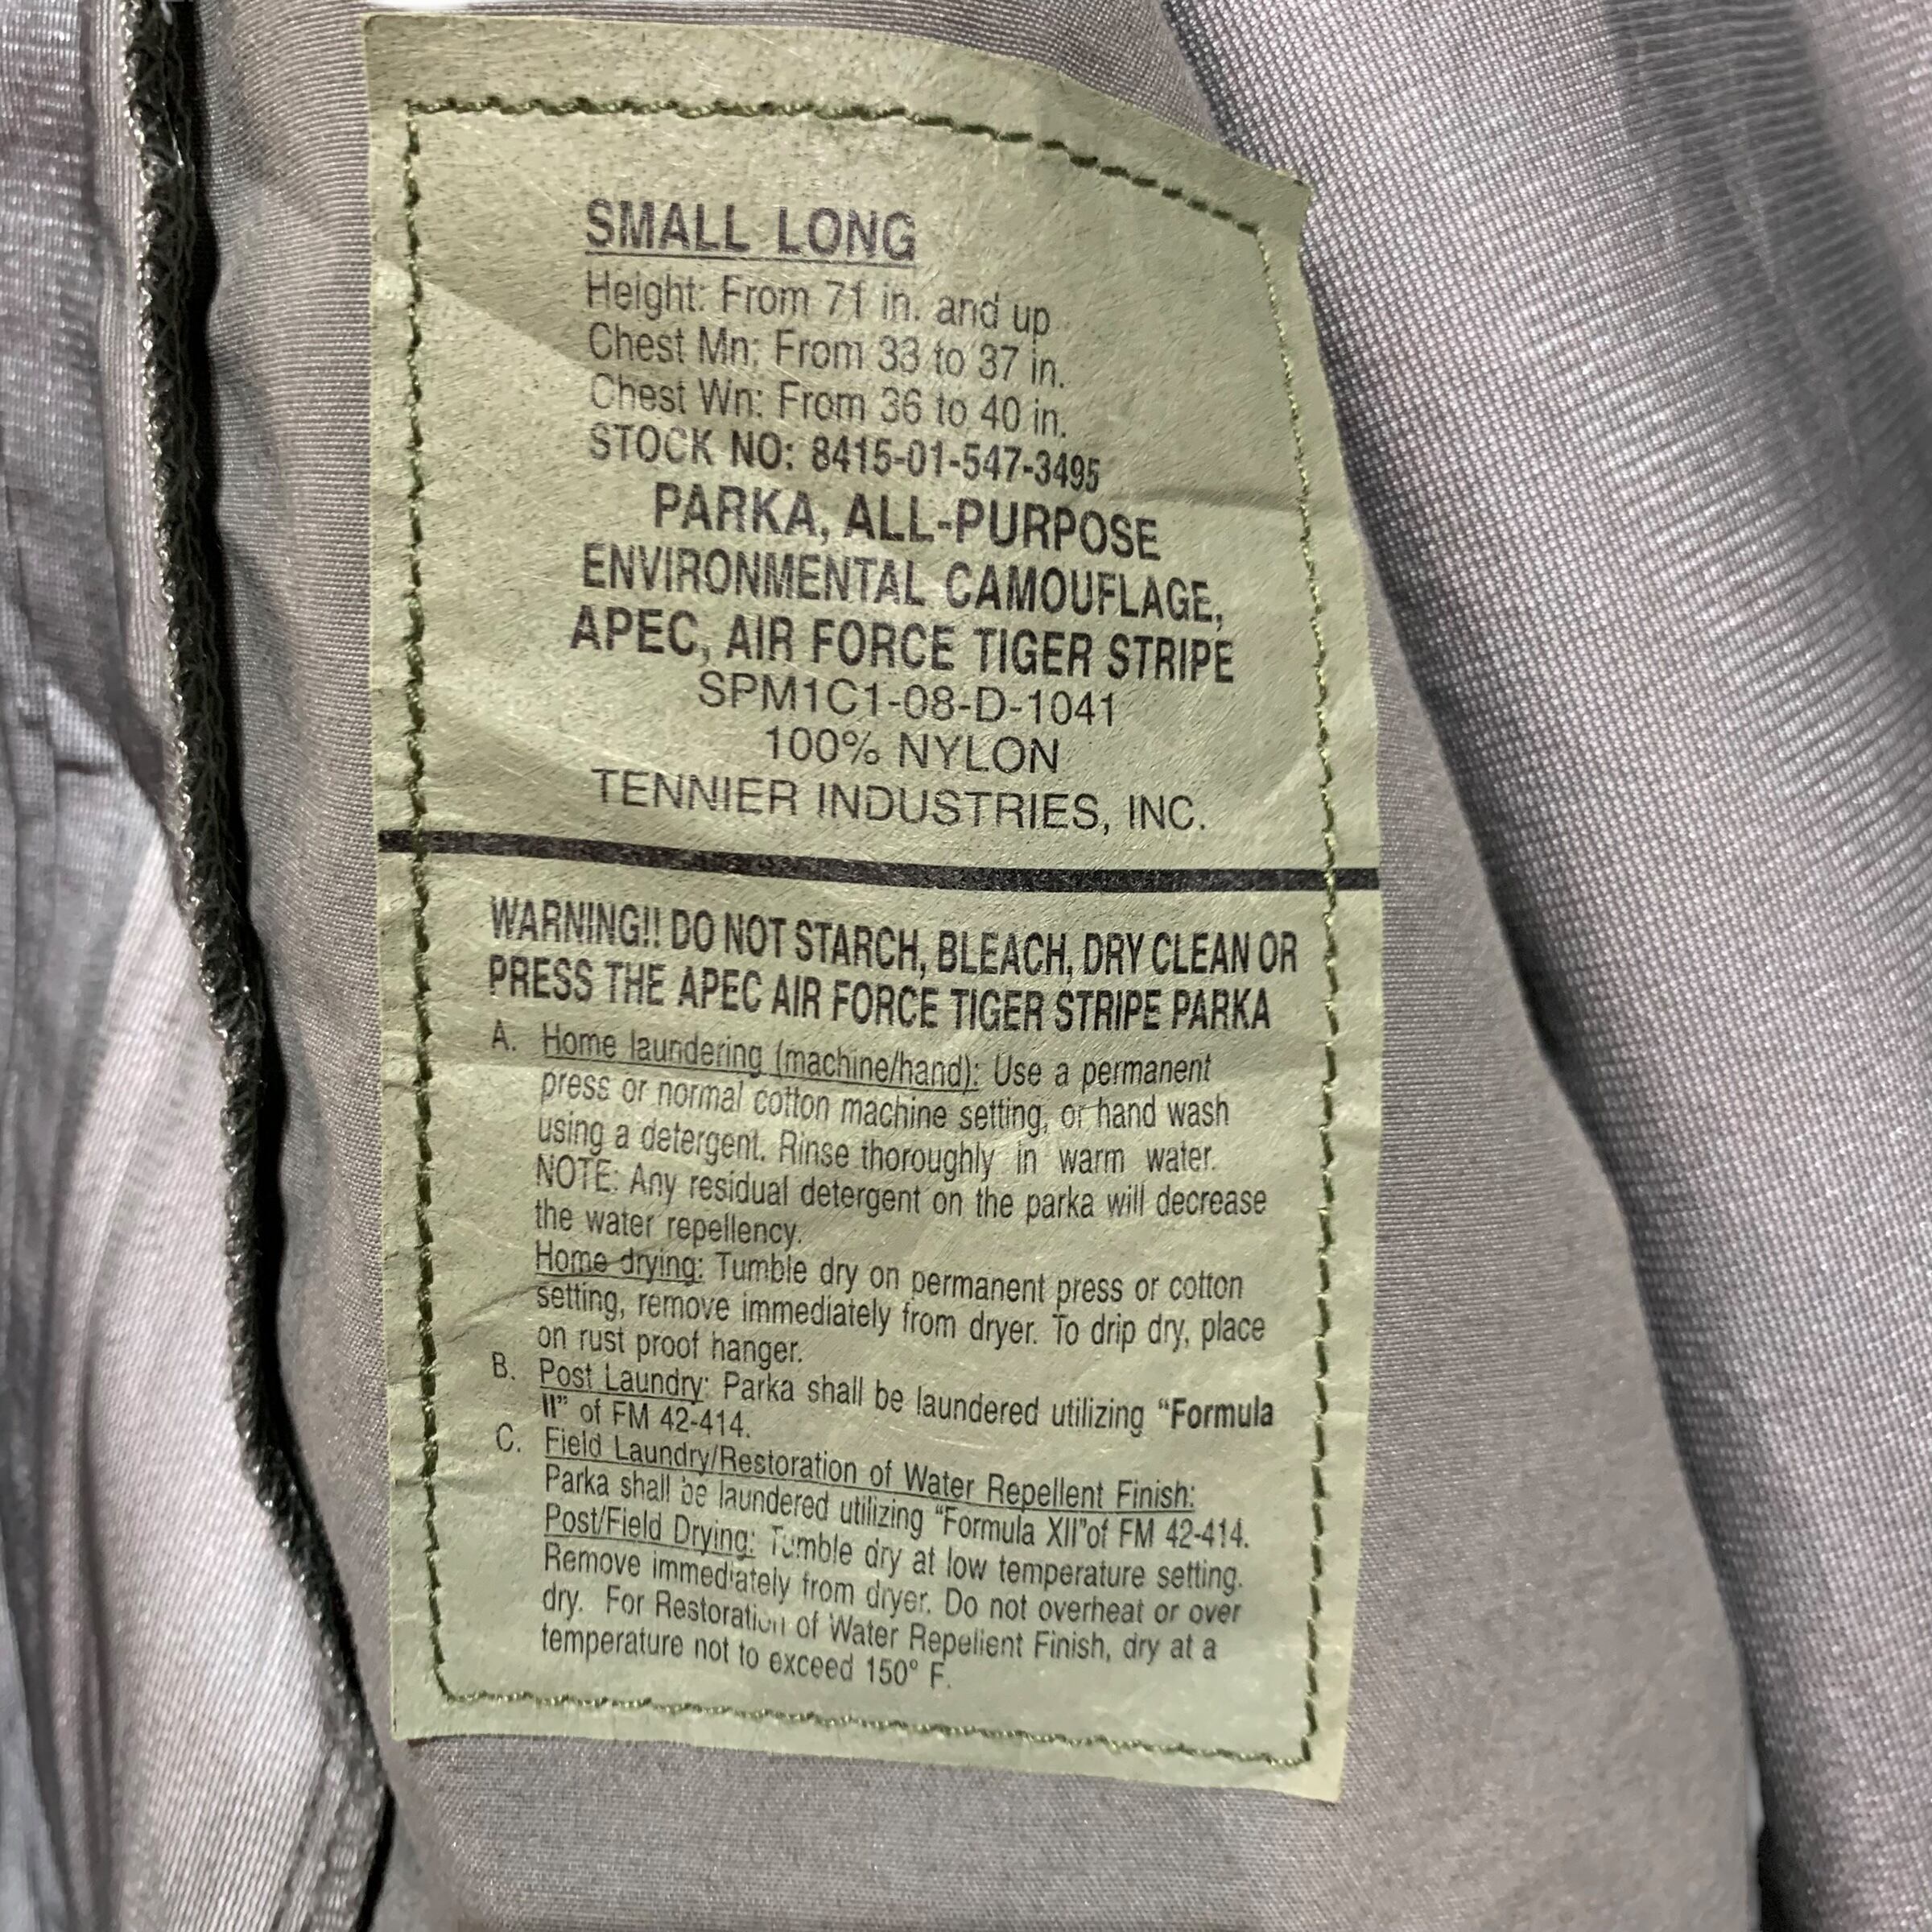 SMALL LONG
Height: From 71 in. and up
Chest Mn: From 33 to 37 in.
Chest Wn: From 36 to 40 in.
STOCK NO: 8415-01-547-3495
PARKA, ALL-PURPOSE
ENVIRONMENTAL CAMOUFLAGE,
APEC, AIR FORCE TIGER STRIPE
SPM1C1-08-D-1041
100% NYLON
TENNIER INDUSTRIES, INC.
WARNING!! DO NOT STARCH, BLEACH, DRY CLEAN OR
PRESS THE APEC AIR FORCE TIGER STRIPE PARKA
A. Home laundering (machine/hand): Use a permanent
press or normal cotton machine setting, or hand wash
using a detergent. Rinse thoroughly in warm water.
NOTE: Any residual detergent on the parka will decrease
the water repellency.
Home drying: Tumble dry on permanent press or cotton
setting, remove immediately from dryer. To drip dry, place
on rust proof hanger.
B. Post Laundry: Parka shall be laundered utilizing "Formula
II" of FM 42-414.
C. Field Laundry/Restoration of Water Repellent Finish:
Parka shall be laundered utilizing "Formula XII"of FM 42-414.
Post/Field Drying: Tumble dry at low temperature setting.
Remove immediately from dryer. Do not overheat or over
dry. For Restoration of Water Repellent Finish, dry at a
temperature not to exceed 150° F.